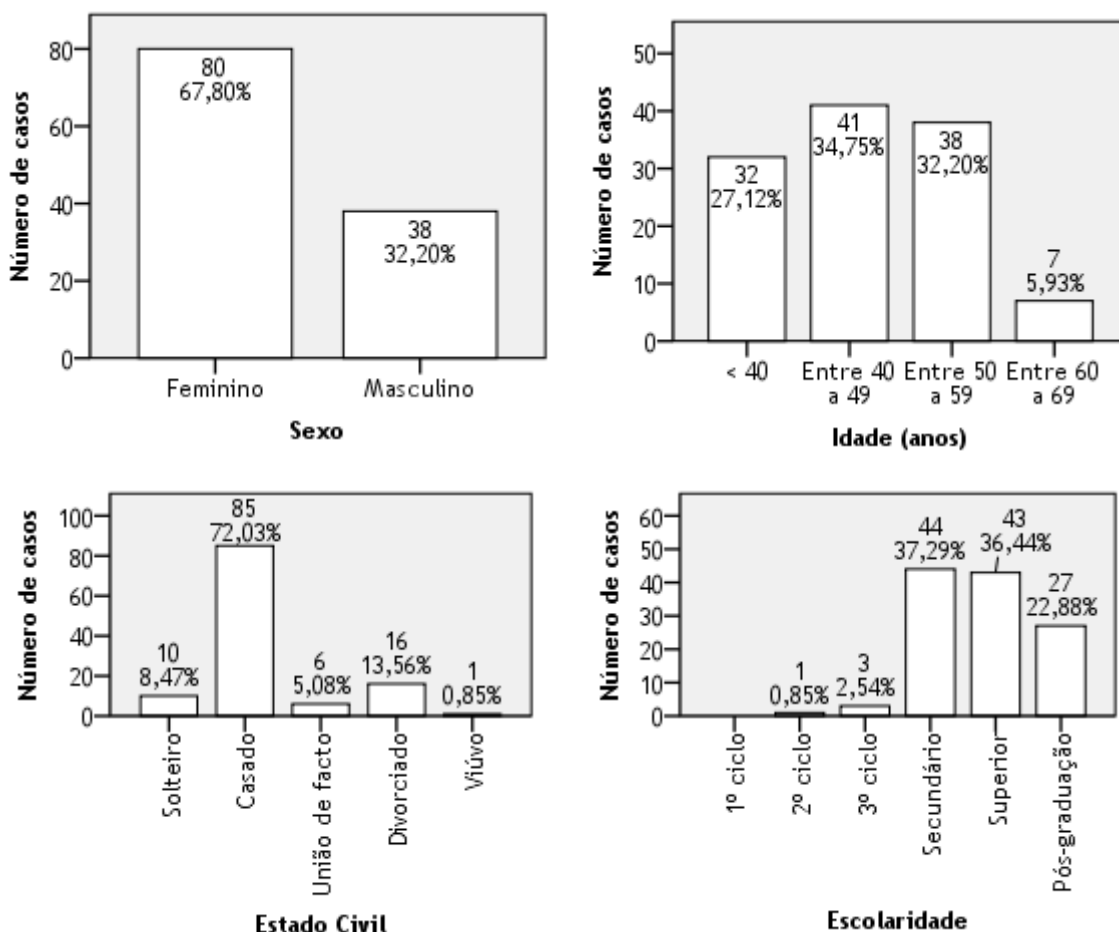 Número de casos
80
60
40
20
0
80
67,80%
38
32,20%
Feminino
Masculino
Sexo
Número de casos
50
40
30
20
10
0
32
27,12%
41
34,75%
38
32,20%
7
5,93%
< 40
Entre 40
a 49
Entre 50
a 59
Entre 60
a 69
Idade (anos)
Número de casos
100
80
60
40
20
0
10
8,47%
85
72,03%
6
5,08%
16
13,56%
1
0,85%
Solteiro
Casado
União de facto
Divorciado
Viúvo
Estado Civil
Número de casos
60
50
40
30
20
10
0
1
0,85%
3
2,54%
44
37,29%
43
36,44%
27
22,88%
1º ciclo
2º ciclo
3º ciclo
Secundário
Superior
Pós-graduação
Escolaridade